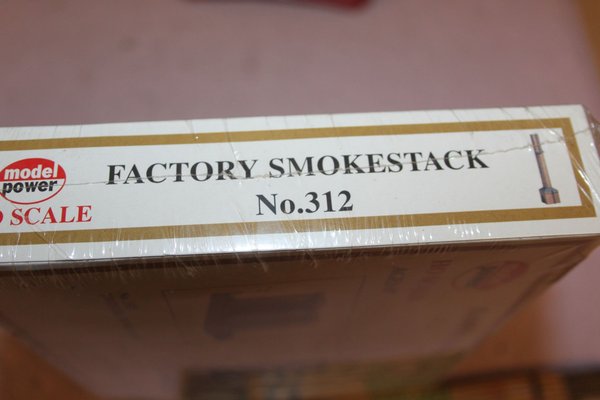 model
power
FACTORY SMOKESTACK
SCALE
No.312